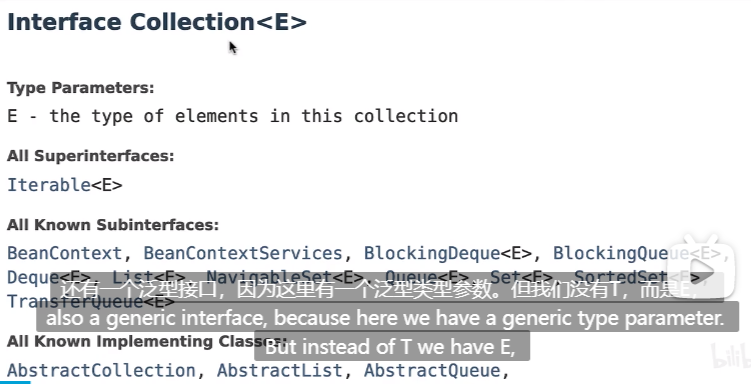 Interface Collection<E>
Type Parameters:
E - the type of elements in this collection
All Superinterfaces:
Iterable<E>
All Known Subinterfaces:
BeanContext, BeanContextServices, BlockingDeque<E>, BlockingQueue<E>,
Deque<E>, List<E>, NavigableSet<E>, Queue<E>, Set<E>, SortedSet<E>,
TransferQueue<E>
还有一个泛型接口，因为这里有一个泛型类型参数。但我们没有T，而是E，
also a generic interface, because here we have a generic type parameter.
But instead of T we have E,
All Known Implementing Classes:
AbstractCollection, AbstractList, AbstractQueue,
bilib